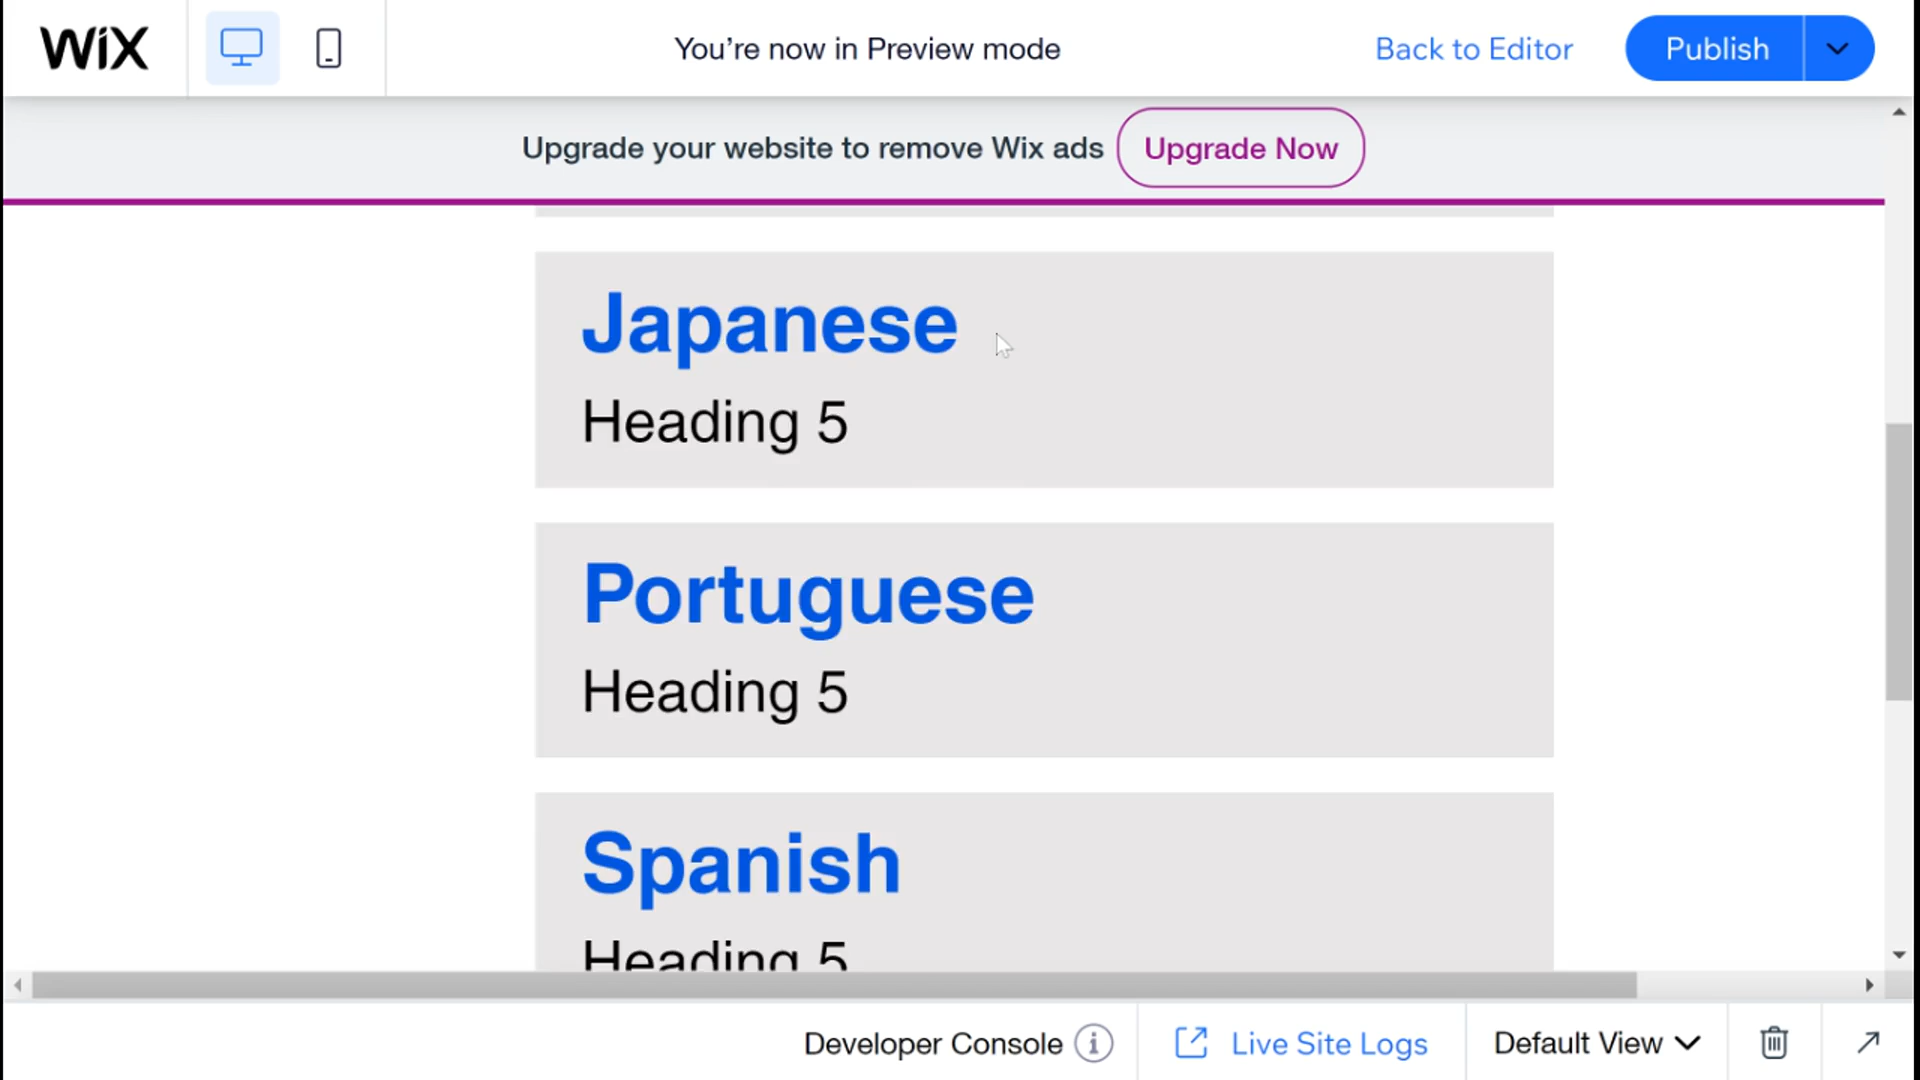 WiX
You’re now in Preview mode
Back to Editor
Publish
Upgrade your website to remove Wix ads
Upgrade Now
Japanese
Heading 5
Portuguese
Heading 5
Spanish
Heading 5
Developer Console
Live Site Logs
Default View